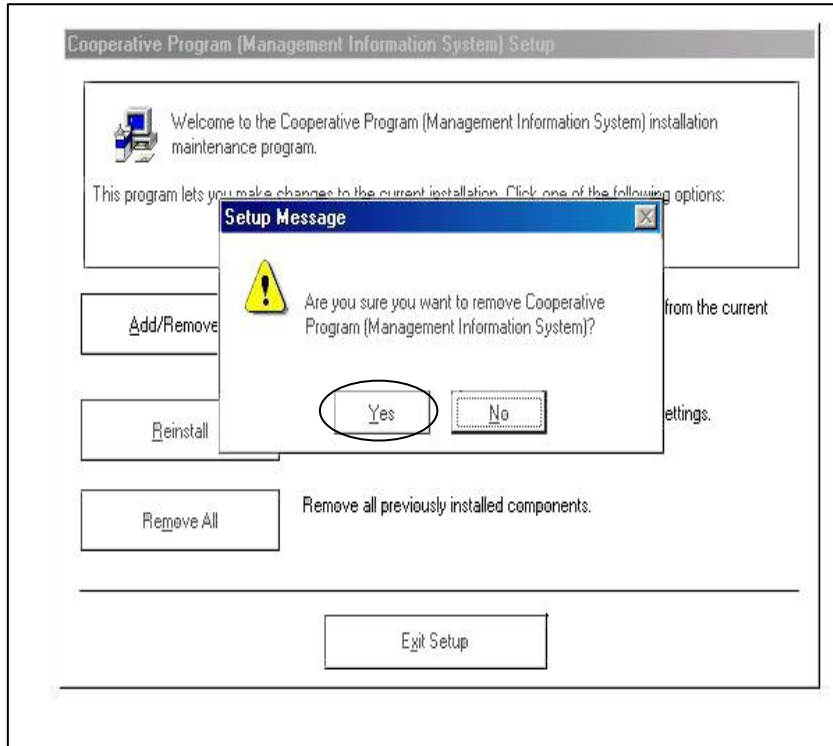 Cooperative Program (Management Information System) Setup
Welcome to the Cooperative Program (Management Information System) installation
maintenance program.
This program lets you make changes to the current installation. Click one of the following options:
Setup Message
Are you sure you want to remove Cooperative
Program (Management Information System)?
Yes
No
Add/Remove
from the current
Reinstall
ettings.
Remove All
Remove all previously installed components.
Exit Setup